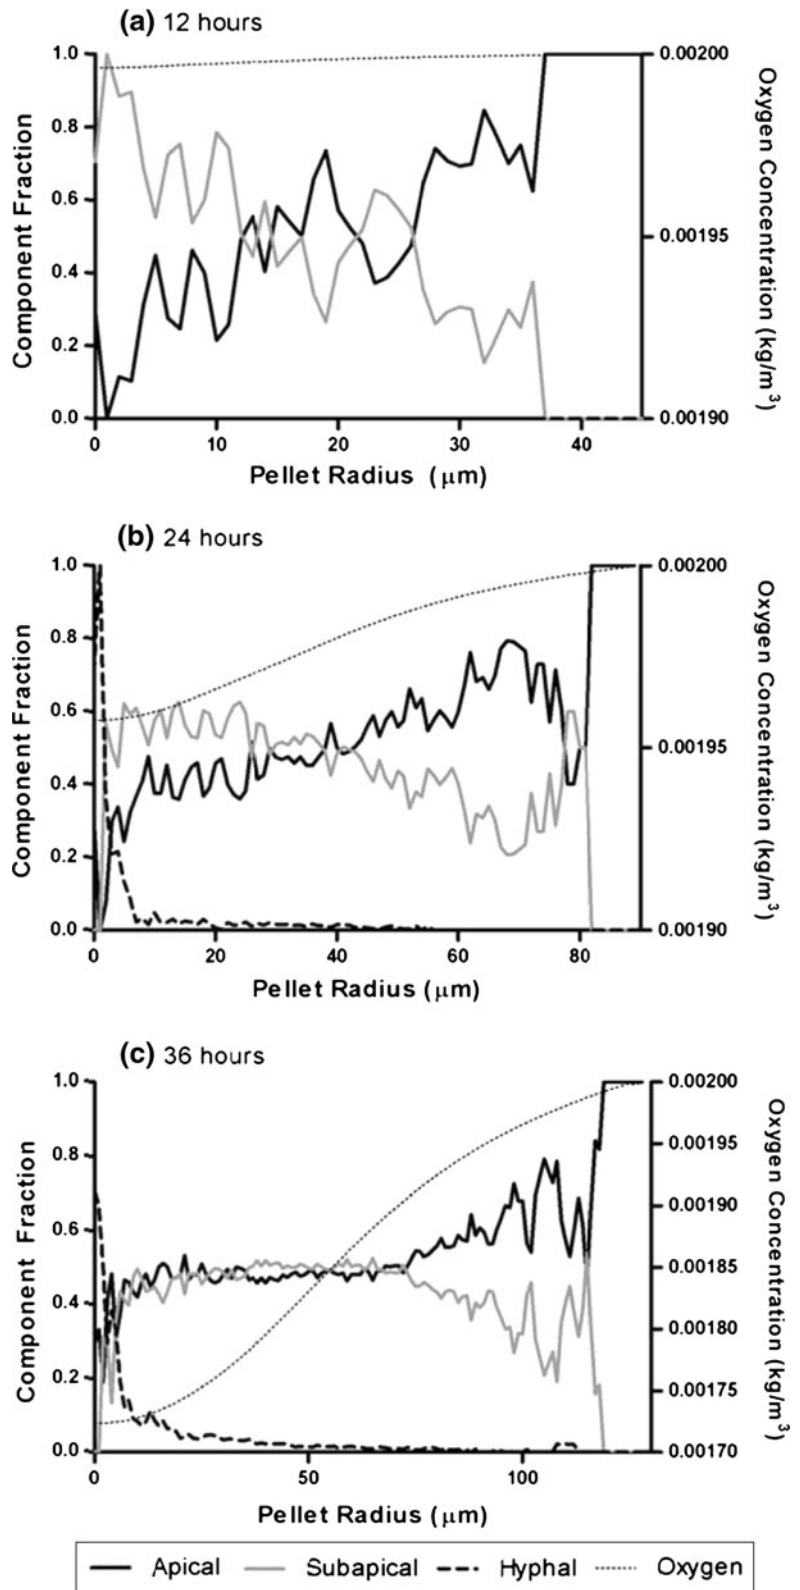 (a) 12 hours
1.0
0.8
0.6
0.4
0.2
0.0
Component Fraction
0.00200
0.00195
0.00190
Oxygen Concentration (kg/m³)
0 10 20 30 40
Pellet Radius (μm)
(b) 24 hours
1.0
0.8
0.6
0.4
0.2
0.0
Component Fraction
0.00200
0.00195
0.00190
Oxygen Concentration (kg/m³)
0 20 40 60 80
Pellet Radius (μm)
(c) 36 hours
1.0
0.8
0.6
0.4
0.2
0.0
Component Fraction
0.00200
0.00195
0.00190
0.00185
0.00180
0.00175
0.00170
Oxygen Concentration (kg/m³)
0 50 100
Pellet Radius (μm)
Apical Subapical Hyphal Oxygen